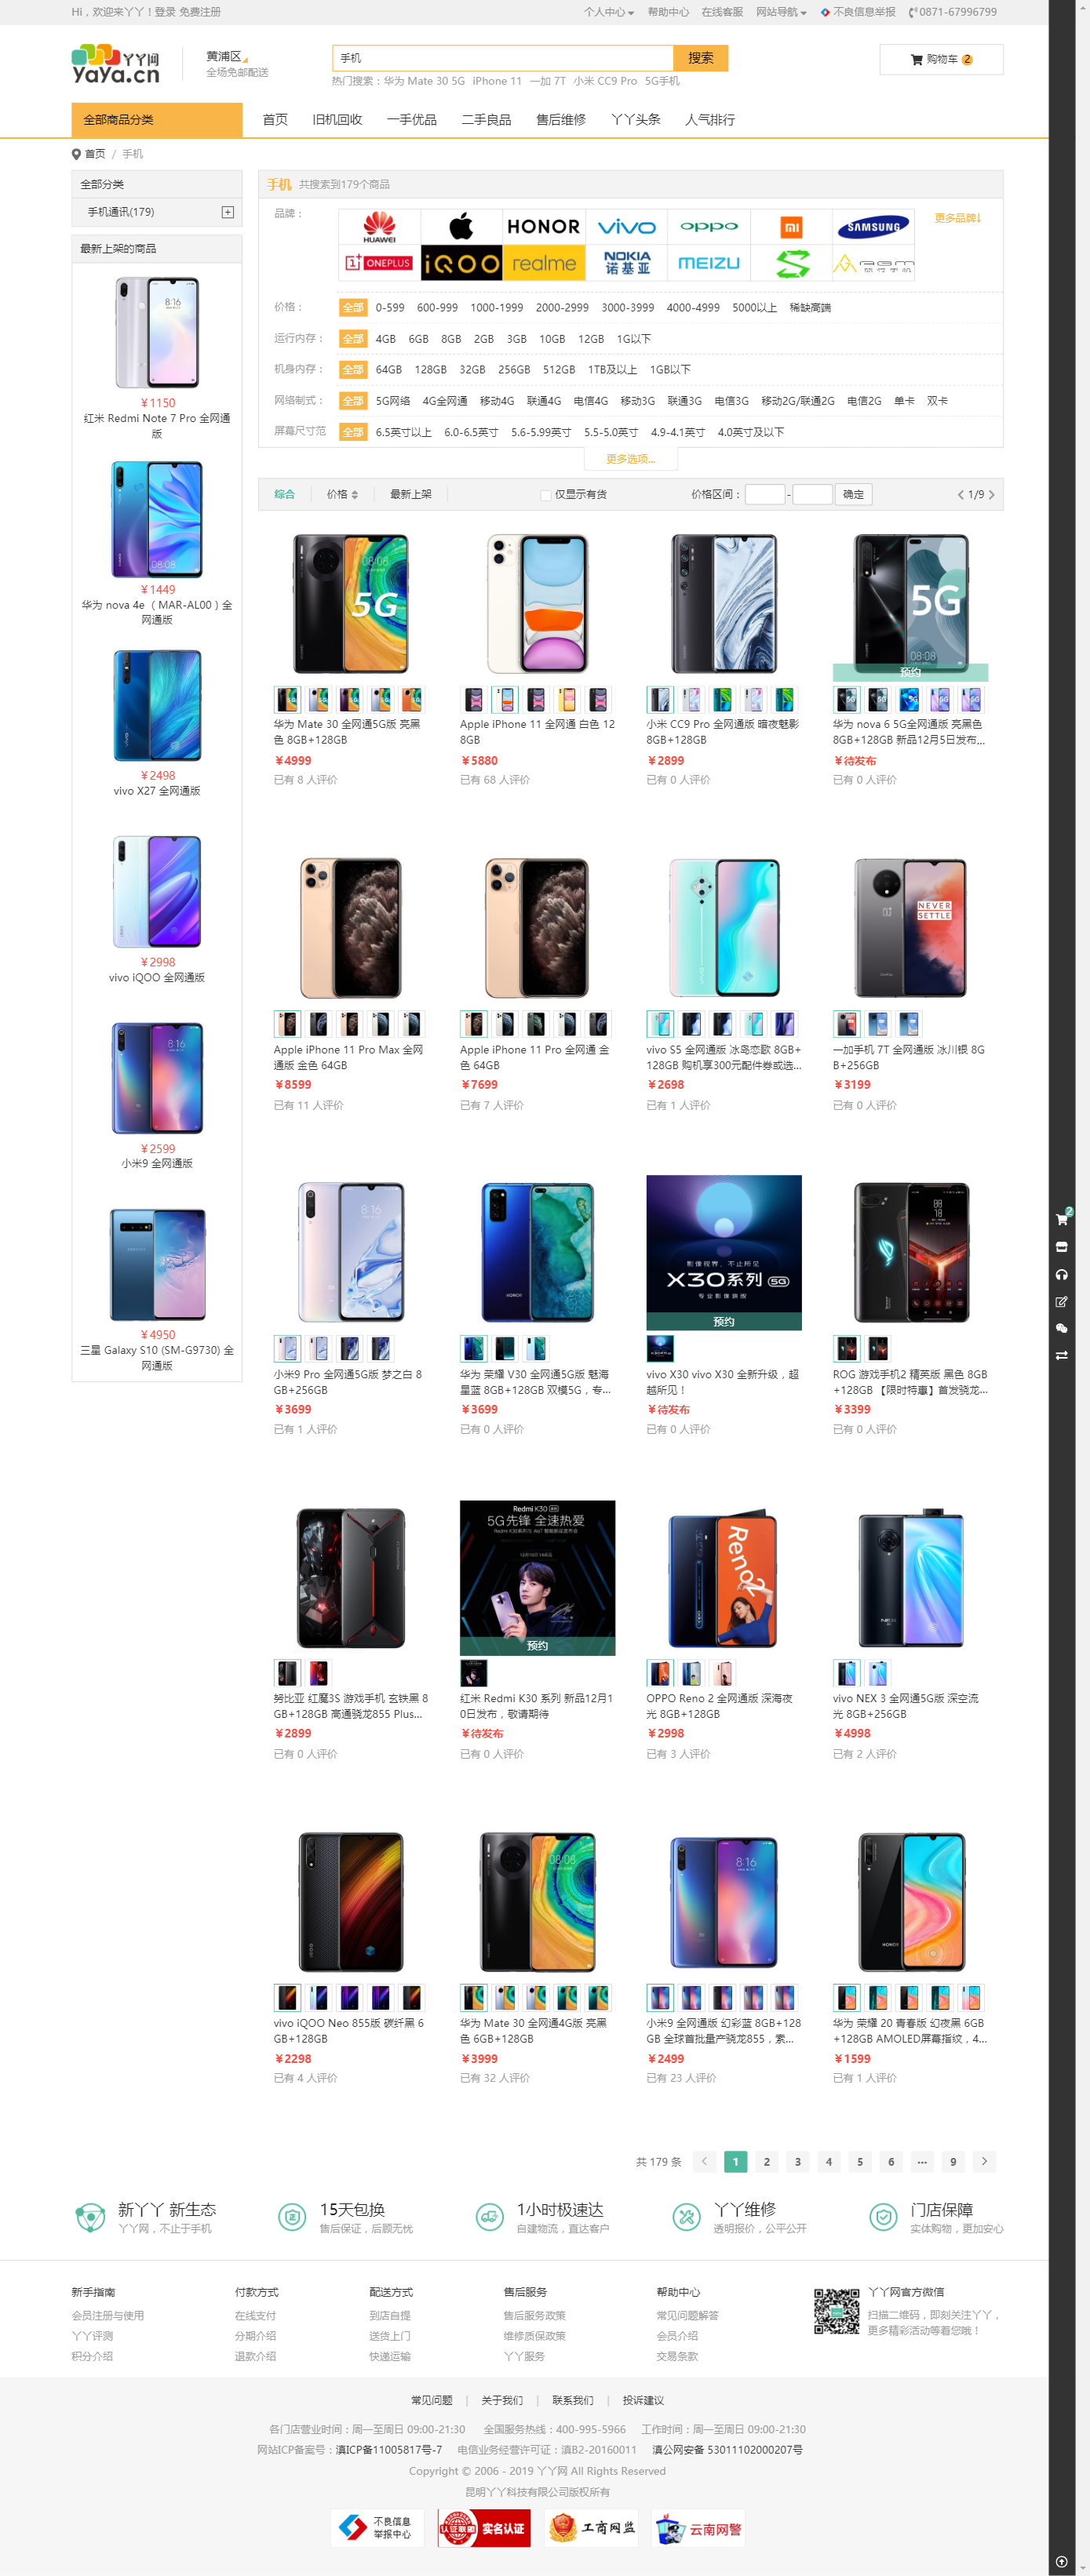 Hi，欢迎来丫丫！登录 免费注册
个人中心 帮助中心 在线客服 网站导航 不良信息举报 0871-67996799
丫丫网
YaYa.cn
黄浦区
全场免邮配送
手机 搜索
热门搜索：华为 Mate 30 5G iPhone 11 一加 7T 小米 CC9 Pro 5G手机
购物车 2
全部商品分类 首页 旧机回收 一手优品 二手良品 售后维修 丫丫头条 人气排行
首页 / 手机
全部分类
手机通讯(179)
最新上架的商品
￥1150
红米 Redmi Note 7 Pro 全网通
版
￥1449
华为 nova 4e （ MAR-AL00 ) 全
网通版
￥2498
vivo X27 全网通版
￥2998
vivo iQOO 全网通版
￥2599
小米9 全网通版
￥4950
三星 Galaxy S10 (SM-G9730) 全
网通版
手机 共搜索到179个商品
品牌：
HUAWEI HONOR vivo oppo mi SAMSUNG 更多品牌↓
ONEPLUS iQOO realme NOKIA 诺基亚 MEIZU
价格： 全部 0-599 600-999 1000-1999 2000-2999 3000-3999 4000-4999 5000以上 稀缺高端
运行内存： 全部 4GB 6GB 8GB 2GB 3GB 10GB 12GB 1G以下
机身内存： 全部 64GB 128GB 32GB 256GB 512GB 1TB及以上 1GB以下
网络制式： 全部 5G网络 4G全网通 移动4G 联通4G 电信4G 移动3G 联通3G 电信3G 移动2G/联通2G 电信2G 单卡 双卡
屏幕尺寸范 全部 6.5英寸以上 6.0-6.5英寸 5.6-5.99英寸 5.5-5.0英寸 4.9-4.1英寸 4.0英寸及以下
更多选项...
综合 价格 最新上架 仅显示有货 价格区间： - 确定 1/9
5G
5G
预约
华为 Mate 30 全网通5G版 亮黑
色 8GB+128GB
￥4999
已有 8 人评价
Apple iPhone 11 全网通 白色 12
8GB
￥5880
已有 68 人评价
小米 CC9 Pro 全网通版 暗夜魅影
8GB+128GB
￥2899
已有 0 人评价
华为 nova 6 5G全网通版 亮黑色
8GB+128GB 新品12月5日发布...
￥待发布
已有 0 人评价
NEVER
SETTLE
Apple iPhone 11 Pro Max 全网
通版 金色 64GB
￥8599
已有 11 人评价
Apple iPhone 11 Pro 全网通 金
色 64GB
￥7699
已有 7 人评价
vivo S5 全网通版 冰岛恋歌 8GB+
128GB 购机享300元配件券或选...
￥2698
已有 1 人评价
一加手机 7T 全网通版 冰川银 8G
B+256GB
￥3199
已有 0 人评价
影像视界，不止所见
X30系列 5G
专业影像旗舰
预约
小米9 Pro 全网通5G版 梦之白 8
GB+256GB
￥3699
已有 1 人评价
华为 荣耀 V30 全网通5G版 魅海
星蓝 8GB+128GB 双模5G，专...
￥3699
已有 0 人评价
vivo X30 vivo X30 全新升级，超
越所见！
￥待发布
已有 0 人评价
ROG 游戏手机2 精英版 黑色 8GB
+128GB 【限时特惠】首发骁龙...
￥3399
已有 0 人评价
Redmi K30
5G先锋 全速热爱
预约
Reno2
努比亚 红魔3S 游戏手机 玄铁黑 8
GB+128GB 高通骁龙855 Plus...
￥2899
已有 0 人评价
红米 Redmi K30 系列 新品12月1
0日发布，敬请期待
￥待发布
已有 0 人评价
OPPO Reno 2 全网通版 深海夜
光 8GB+128GB
￥2998
已有 3 人评价
vivo NEX 3 全网通5G版 深空流
光 8GB+256GB
￥4998
已有 2 人评价
vivo iQOO Neo 855版 碳纤黑 6
GB+128GB
￥2298
已有 4 人评价
华为 Mate 30 全网通4G版 亮黑
色 6GB+128GB
￥3999
已有 32 人评价
小米9 全网通版 幻彩蓝 8GB+128
GB 全球首批量产骁龙855，索...
￥2499
已有 23 人评价
华为 荣耀 20 青春版 幻夜黑 6GB
+128GB AMOLED屏幕指纹，4...
￥1599
已有 1 人评价
共 179 条 1 2 3 4 5 6 ••• 9
新丫丫 新生态
丫丫网，不止于手机
15天包换
售后保证，后顾无忧
1小时极速达
自建物流，直达客户
丫丫维修
透明报价，公平公开
门店保障
实体购物，更加安心
新手指南 付款方式 配送方式 售后服务 帮助中心
会员注册与使用 在线支付 到店自提 售后服务政策 常见问题解答
丫丫评测 分期介绍 送货上门 维修质保政策 会员介绍
积分介绍 退款介绍 快递运输 丫丫服务 交易条款
丫丫网官方微信
扫描二维码，即刻关注丫丫，
更多精彩活动等着您哦！
常见问题 | 关于我们 | 联系我们 | 投诉建议
各门店营业时间：周一至周日 09:00-21:30 全国服务热线：400-995-5966 工作时间：周一至周日 09:00-21:30
网站ICP备案号：滇ICP备11005817号-7 电信业务经营许可证：滇B2-20160011 滇公网安备 53011102000207号
Copyright © 2006 - 2019 丫丫网 All Rights Reserved
昆明丫丫科技有限公司版权所有
不良信息
举报中心
认证联盟 实名认证
工商网监
云南网警
2